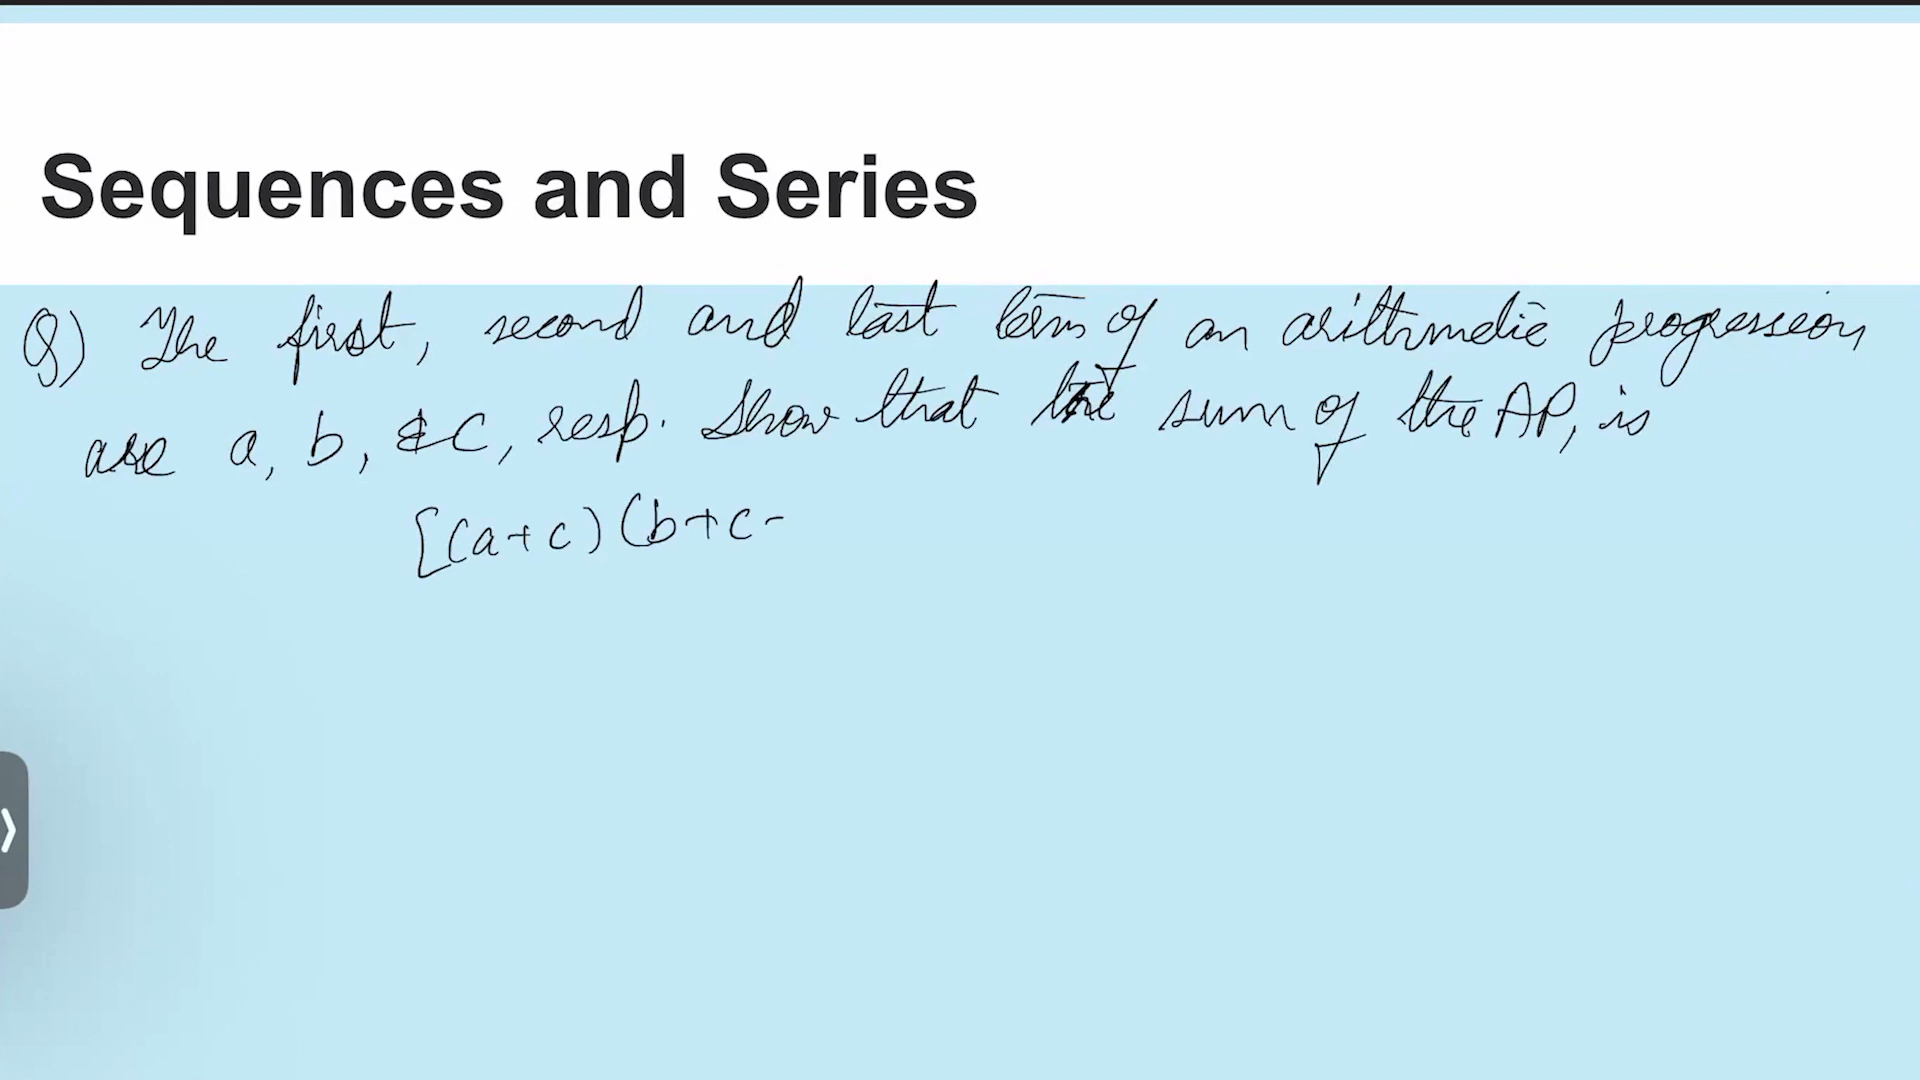 Sequences and Series
Q) The first, second and last term of an arithmetic progression
are a, b, & c, resp. Show that the sum of the AP, is
[(a+c)(b+c-